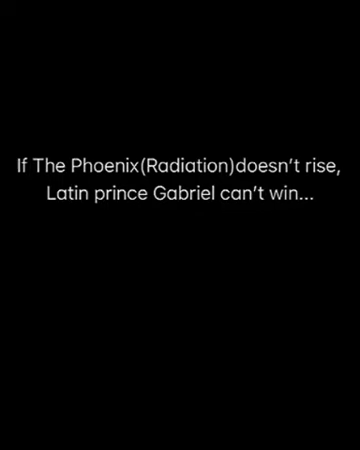 If The Phoenix(Radiation)doesn't rise,
Latin prince Gabriel can't win...